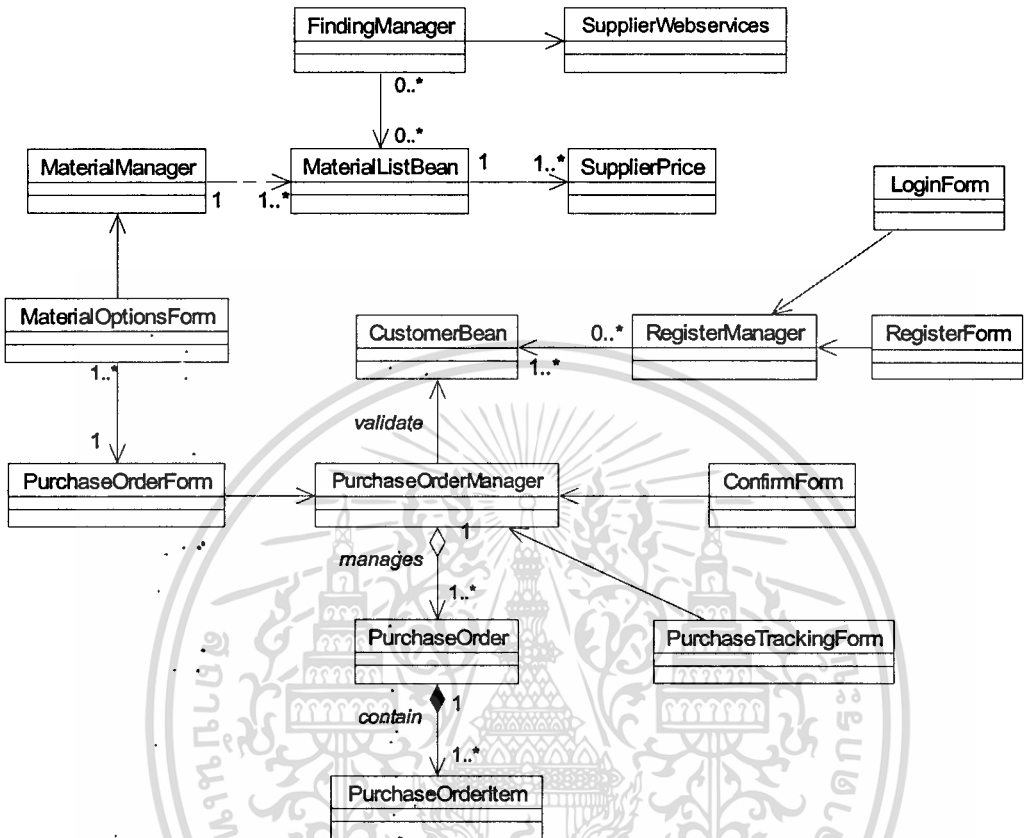 FindingManager
SupplierWebservices
0..*
0..*
MaterialManager
MaterialListBean
1
1..*
SupplierPrice
LoginForm
1
1..*
MaterialOptionsForm
CustomerBean
0..*
RegisterManager
RegisterForm
1..*
1..*
validate
1
PurchaseOrderForm
PurchaseOrderManager
ConfirmForm
1
manages
1..*
PurchaseOrder
PurchaseTrackingForm
1
contain
1..*
PurchaseOrderItem